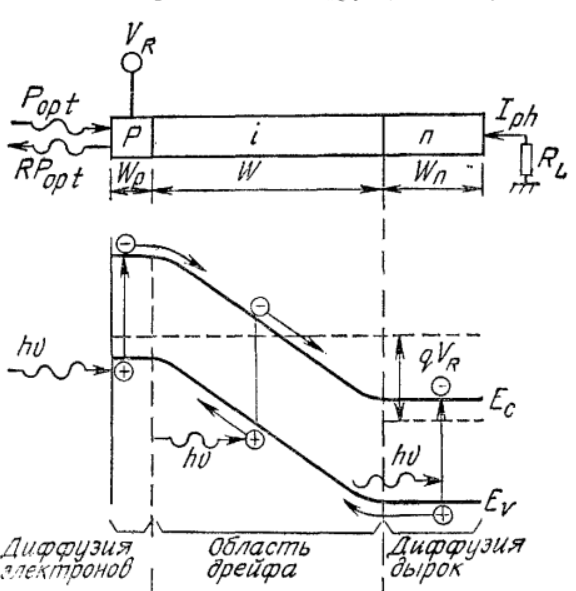 V_R
P_opt
RP_opt
P
i
n
I_ph
R_L
W_p
W
W_n
hν
qV_R
E_C
hν
hν
E_V
Диффузия электронов
Область дрейфа
Диффузия дырок